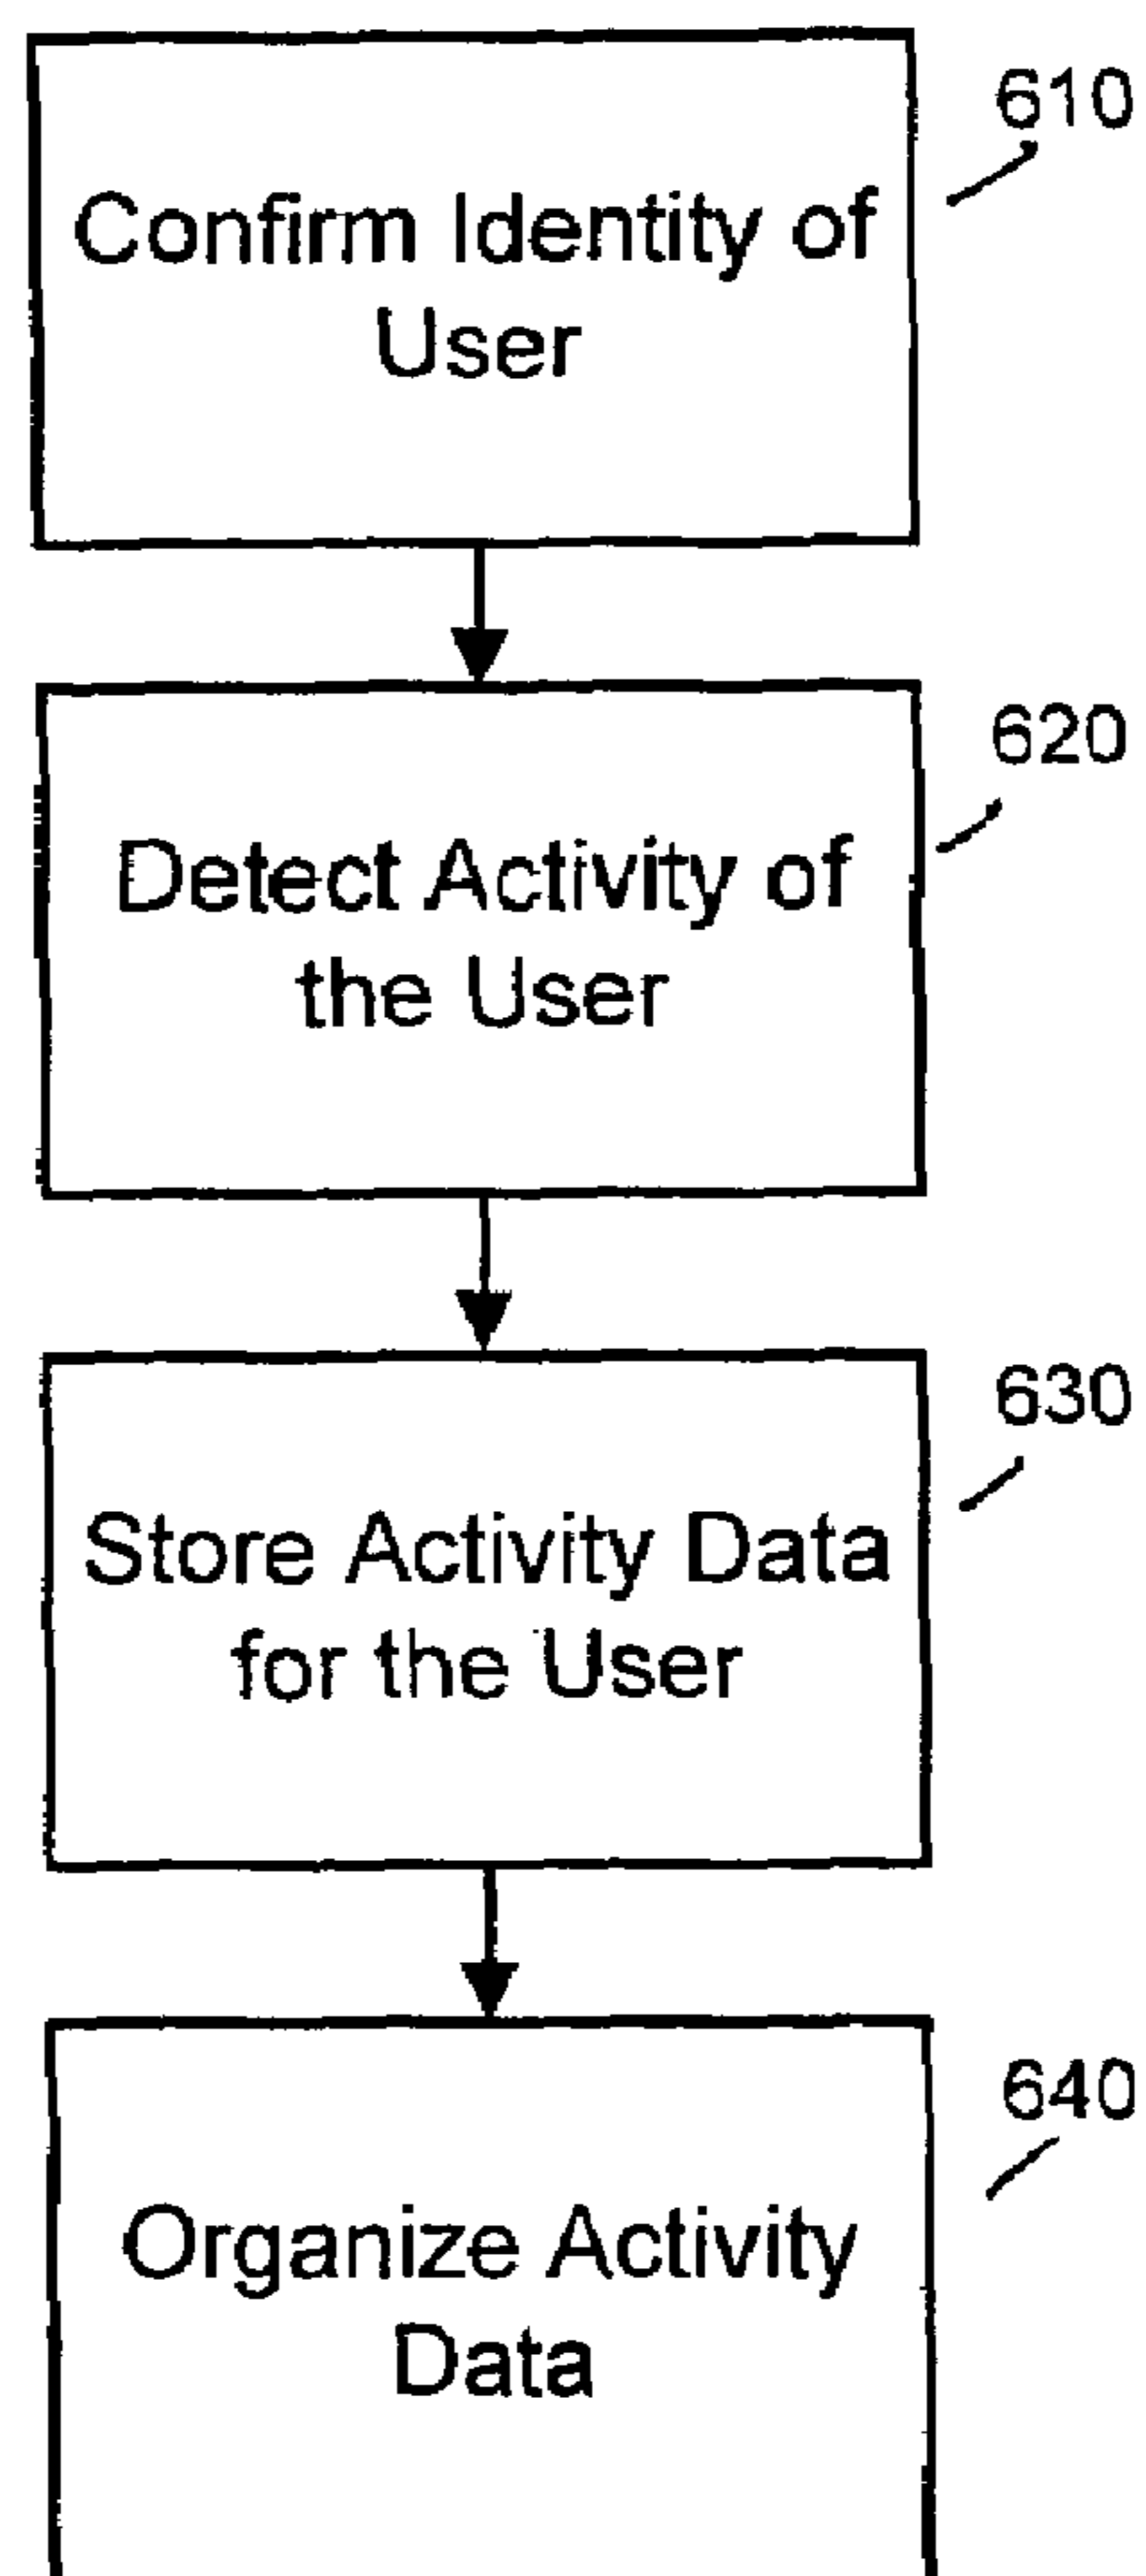 610
Confirm Identity of
User
620
Detect Activity of
the User
630
Store Activity Data
for the User
640
Organize Activity
Data